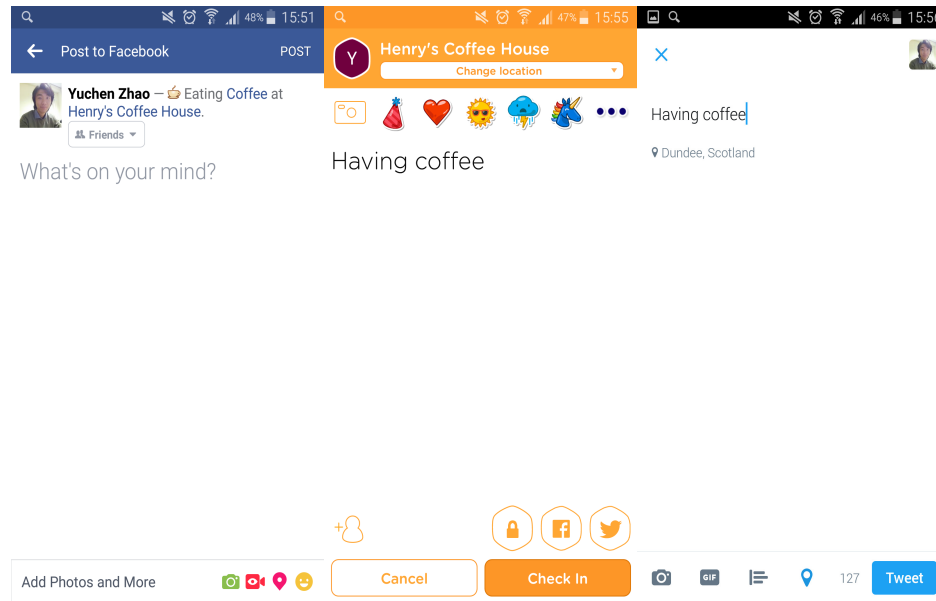 48% 15:51
Post to Facebook POST
Yuchen Zhao — Eating Coffee at
Henry's Coffee House.
Friends
What's on your mind?
Add Photos and More
47% 15:55
Y
Henry's Coffee House
Change location
Having coffee
Cancel
Check In
46%
Having coffee
Dundee, Scotland
GIF
127
Tweet